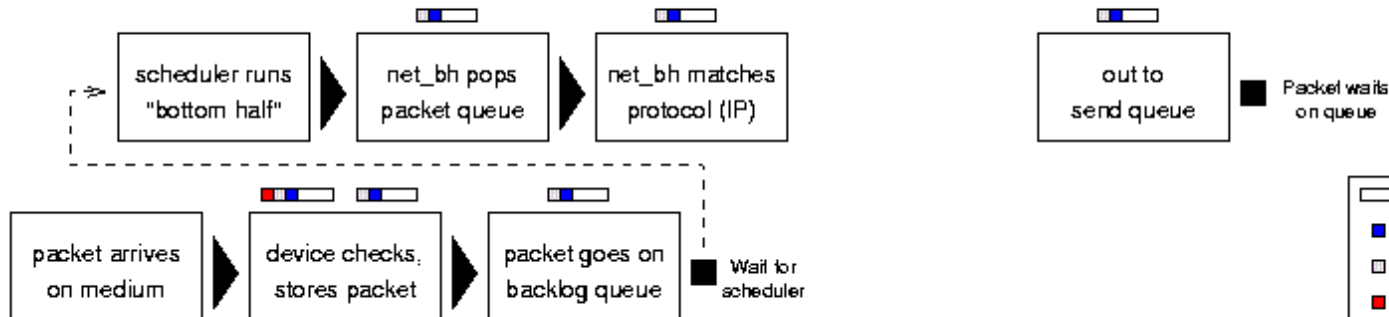 scheduler runs
"bottom half"
net_bh pops
packet queue
net_bh matches
protocol (IP)
out to
send queue
Packet waits
on queue
packet arrives
on medium
device checks,
stores packet
packet goes on
backlog queue
Wait for
scheduler